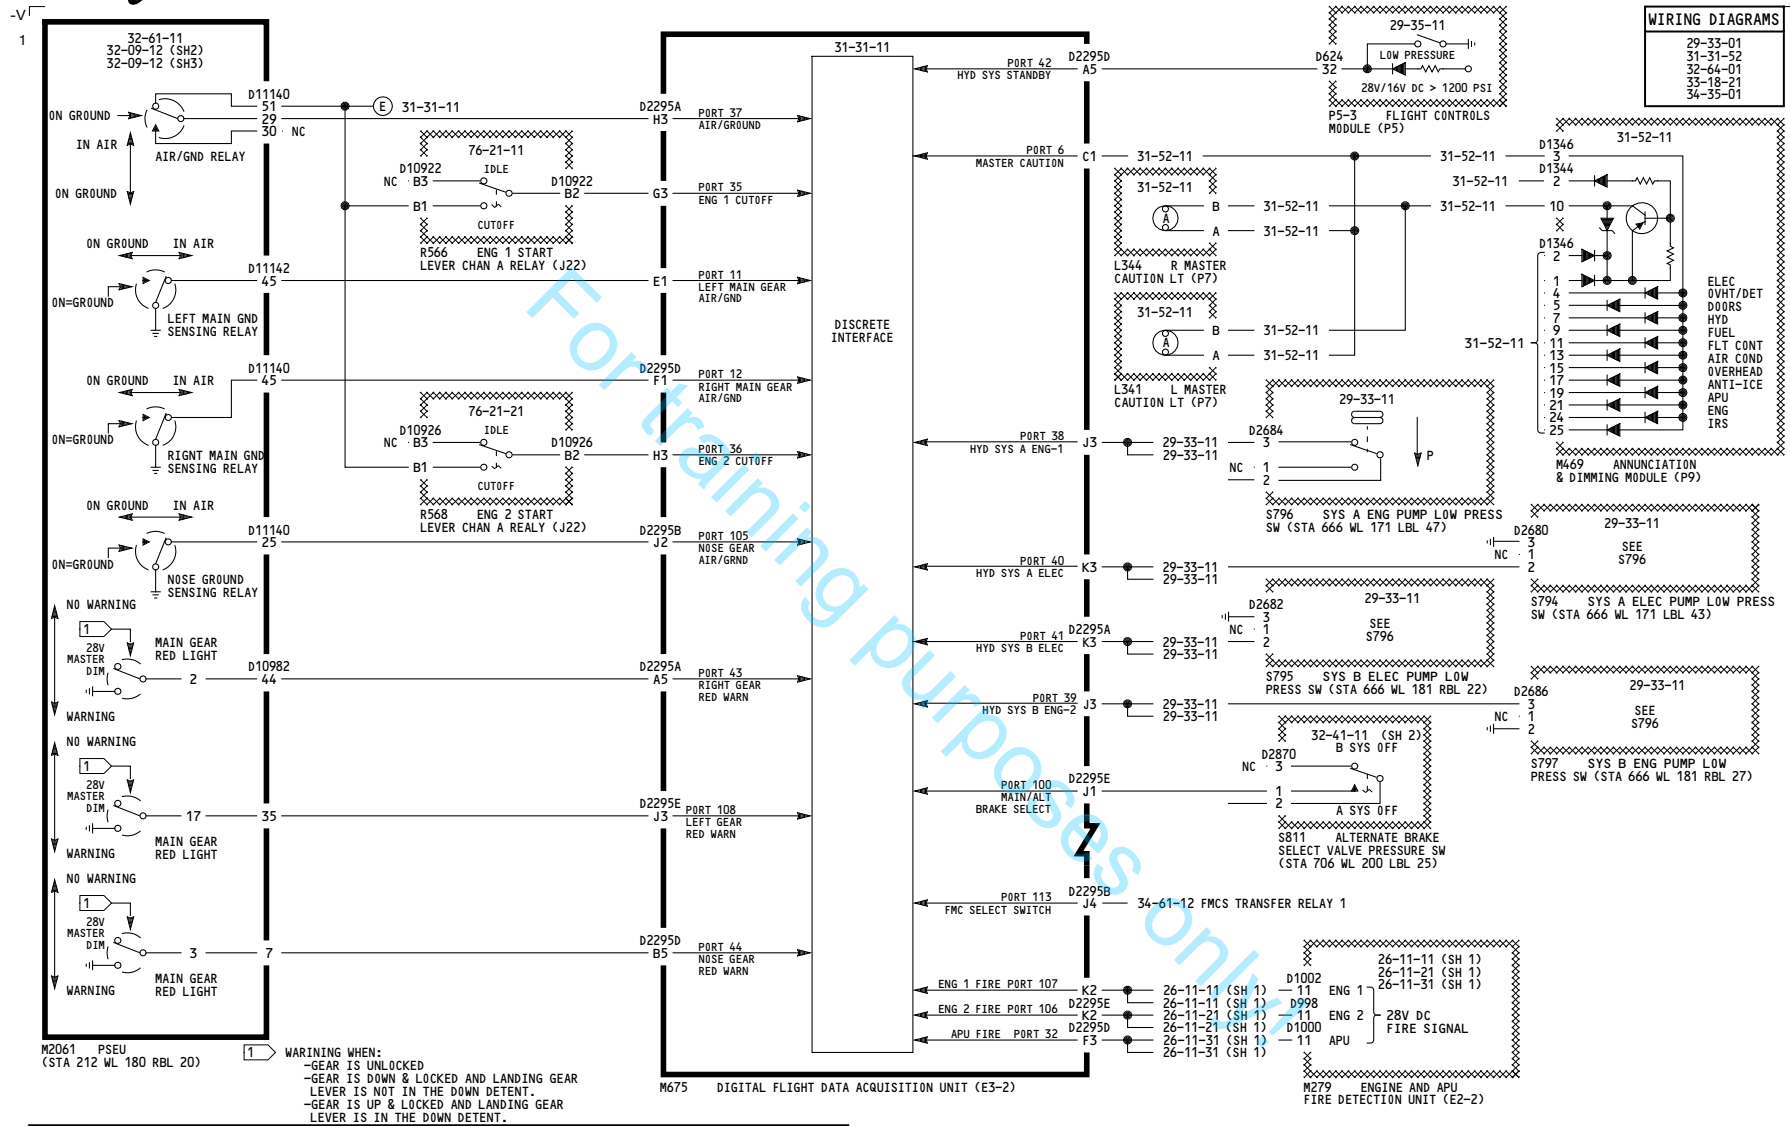 -V
1
32-61-11
32-09-12 (SH2)
32-09-12 (SH3)
ON GROUND
IN AIR
ON GROUND
AIR/GND RELAY
D11140
51
29
30 NC
E 31-31-11
ON GROUND IN AIR
ON=GROUND
LEFT MAIN GND
SENSING RELAY
D11142
45
ON GROUND IN AIR
ON=GROUND
RIGHT MAIN GND
SENSING RELAY
D11140
45
ON GROUND IN AIR
ON=GROUND
NOSE GROUND
SENSING RELAY
D11140
25
NO WARNING
1
28V
MASTER
DIM
MAIN GEAR
RED LIGHT
2
D10982
44
WARNING
NO WARNING
1
28V
MASTER
DIM
17
35
MAIN GEAR
RED LIGHT
WARNING
NO WARNING
1
28V
MASTER
DIM
3
7
MAIN GEAR
RED LIGHT
WARNING
M2061 PSEU
(STA 212 WL 180 RBL 20)
1 WARINING WHEN:
-GEAR IS UNLOCKED
-GEAR IS DOWN & LOCKED AND LANDING GEAR
LEVER IS NOT IN THE DOWN DETENT.
-GEAR IS UP & LOCKED AND LANDING GEAR
LEVER IS IN THE DOWN DETENT.
76-21-11
D10922
NC B3
IDLE
D10922
B2
B1
CUTOFF
R566 ENG 1 START
LEVER CHAN A RELAY (J22)
76-21-21
D10926
NC B3
IDLE
D10926
B2
B1
CUTOFF
R568 ENG 2 START
LEVER CHAN A REALY (J22)
D2295A
H3
PORT 37
AIR/GROUND
G3
PORT 35
ENG 1 CUTOFF
E1
PORT 11
LEFT MAIN GEAR
AIR/GND
D2295D
F1
PORT 12
RIGHT MAIN GEAR
AIR/GND
H3
PORT 36
ENG 2 CUTOFF
D2295B
J2
PORT 105
NOSE GEAR
AIR/GRND
D2295A
A5
PORT 43
RIGHT GEAR
RED WARN
D2295E
J3
PORT 108
LEFT GEAR
RED WARN
D2295D
B5
PORT 44
NOSE GEAR
RED WARN
31-31-11
DISCRETE
INTERFACE
M675 DIGITAL FLIGHT DATA ACQUISITION UNIT (E3-2)
PORT 42
HYD SYS STANDBY
D2295D
A5
PORT 6
MASTER CAUTION
C1
31-52-11
31-52-11
PORT 38
HYD SYS A ENG-1
J3
29-33-11
29-33-11
PORT 40
HYD SYS A ELEC
K3
29-33-11
29-33-11
PORT 41
HYD SYS B ELEC
D2295A
K3
29-33-11
29-33-11
PORT 39
HYD SYS B ENG-2
J3
29-33-11
29-33-11
PORT 100
MAIN/ALT
BRAKE SELECT
D2295E
J1
PORT 113
FMC SELECT SWITCH
D2295B
J4
34-61-12 FMCS TRANSFER RELAY 1
ENG 1 FIRE PORT 107
K2
26-11-11 (SH 1)
26-11-11 (SH 1)
ENG 2 FIRE PORT 106
D2295E
K2
26-11-21 (SH 1)
26-11-21 (SH 1)
APU FIRE PORT 32
D2295D
F3
26-11-31 (SH 1)
26-11-31 (SH 1)
D624
32
29-35-11
LOW PRESSURE
28V/16V DC > 1200 PSI
P5-3 FLIGHT CONTROLS
MODULE (P5)
WIRING DIAGRAMS
29-33-01
31-31-52
32-64-01
33-18-21
34-35-01
31-52-11
A
B
A
31-52-11
31-52-11
31-52-11
L344 R MASTER
CAUTION LT (P7)
31-52-11
A
B
A
31-52-11
31-52-11
L341 L MASTER
CAUTION LT (P7)
31-52-11
D1346
3
D1344
31-52-11
2
10
D1346
2
31-52-11
1
4
5
7
9
11
13
15
17
19
21
24
25
ELEC
OVHT/DET
DOORS
HYD
FUEL
FLT CONT
AIR COND
OVERHEAD
ANTI-ICE
APU
ENG
IRS
M469 ANNUNCIATION
& DIMMING MODULE (P9)
29-33-11
D2684
3
NC 1
2
P
S796 SYS A ENG PUMP LOW PRESS
SW (STA 666 WL 171 LBL 47)
D2680
3
NC 1
2
29-33-11
SEE
S796
S794 SYS A ELEC PUMP LOW PRESS
SW (STA 666 WL 171 LBL 43)
D2682
3
NC 1
2
29-33-11
SEE
S796
S795 SYS B ELEC PUMP LOW
PRESS SW (STA 666 WL 181 RBL 22)
D2686
3
NC 1
2
29-33-11
SEE
S796
S797 SYS B ENG PUMP LOW
PRESS SW (STA 666 WL 181 RBL 27)
32-41-11 (SH 2)
B SYS OFF
D2870
NC 3
1
2
A SYS OFF
S811 ALTERNATE BRAKE
SELECT VALVE PRESSURE SW
(STA 706 WL 200 LBL 25)
26-11-11 (SH 1)
26-11-21 (SH 1)
26-11-31 (SH 1)
D1002
11 ENG 1
D998
11 ENG 2
D1000
11 APU
28V DC
FIRE SIGNAL
M279 ENGINE AND APU
FIRE DETECTION UNIT (E2-2)
For training purposes only!